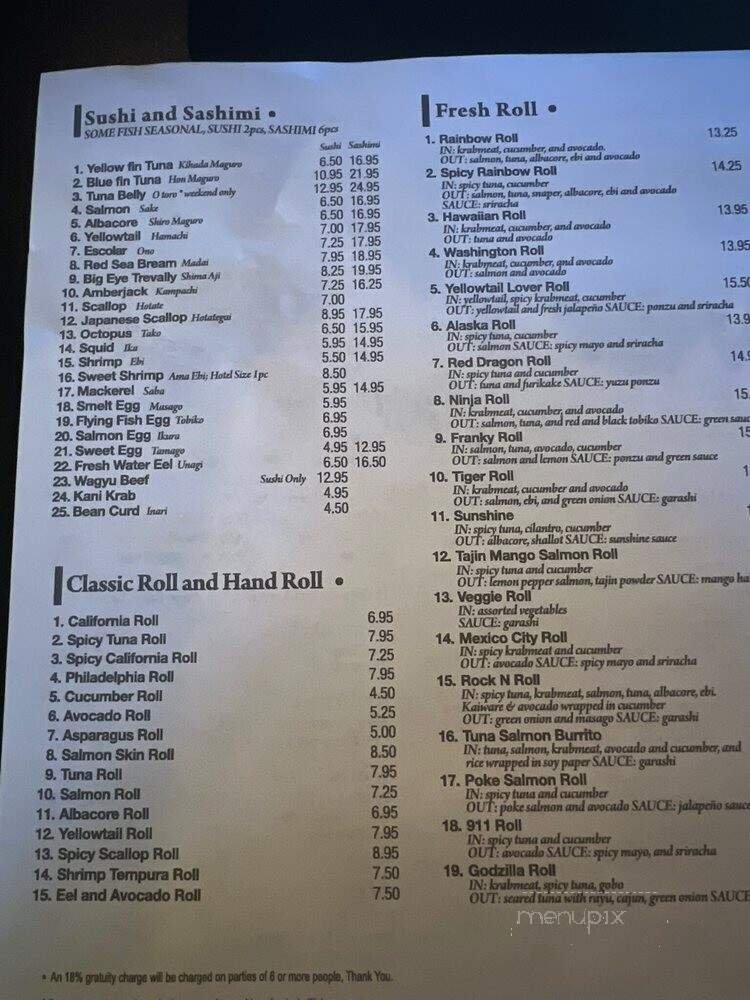 Sushi and Sashimi •
SOME FISH SEASONAL, SUSHI 2pcs, SASHIMI 6pcs
Sushi Sashimi
1. Yellow fin Tuna Kihada Maguro 6.50 16.95
2. Blue fin Tuna Hon Maguro 10.95 21.95
3. Tuna Belly O toro * weekend only 12.95 24.95
4. Salmon Sake 6.50 16.95
5. Albacore Shiro Maguro 6.50 16.95
6. Yellowtail Hamachi 7.00 17.95
7. Escolar Ono 7.25 17.95
8. Red Sea Bream Madai 7.95 18.95
9. Big Eye Trevally Shima Aji 8.25 19.95
10. Amberjack Kampachi 7.25 16.25
11. Scallop Hotate 7.00
12. Japanese Scallop Hotategai 8.95 17.95
13. Octopus Tako 6.50 15.95
14. Squid Ika 5.95 14.95
15. Shrimp Ebi 5.50 14.95
16. Sweet Shrimp Ama Ebi; Hotel Size 1pc 8.50
17. Mackerel Saba 5.95 14.95
18. Smelt Egg Masago 5.95
19. Flying Fish Egg Tobiko 6.95
20. Salmon Egg Ikura 6.95
21. Sweet Egg Tamago 4.95 12.95
22. Fresh Water Eel Unagi 6.50 16.50
23. Wagyu Beef Sushi Only 12.95
24. Kani Krab 4.95
25. Bean Curd Inari 4.50
Classic Roll and Hand Roll •
1. California Roll 6.95
2. Spicy Tuna Roll 7.95
3. Spicy California Roll 7.25
4. Philadelphia Roll 7.95
5. Cucumber Roll 4.50
6. Avocado Roll 5.25
7. Asparagus Roll 5.00
8. Salmon Skin Roll 8.50
9. Tuna Roll 7.95
10. Salmon Roll 7.25
11. Albacore Roll 6.95
12. Yellowtail Roll 7.95
13. Spicy Scallop Roll 8.95
14. Shrimp Tempura Roll 7.50
15. Eel and Avocado Roll 7.50
• An 18% gratuity charge will be charged on parties of 6 or more people, Thank You.
Fresh Roll •
1. Rainbow Roll 13.25
IN: krabmeat, cucumber, and avocado.
OUT: salmon, tuna, albacore, ebi and avocado
2. Spicy Rainbow Roll 14.25
IN: spicy tuna, cucumber
OUT: salmon, tuna, snaper, albacore, ebi and avocado
SAUCE: sriracha
3. Hawaiian Roll 13.95
IN: krabmeat, cucumber, and avocado
OUT: tuna and avocado
4. Washington Roll 13.95
IN: krabmeat, cucumber, and avocado
OUT: salmon and avocado
5. Yellowtail Lover Roll 15.50
IN: yellowtail, spicy krabmeat, cucumber
OUT: yellowtail and fresh jalapeño SAUCE: ponzu and sriracha
6. Alaska Roll 13.9
IN: spicy tuna, cucumber
OUT: salmon SAUCE: spicy mayo and sriracha
7. Red Dragon Roll 14.
IN: spicy tuna and cucumber
OUT: tuna and furikake SAUCE: yuzu ponzu
8. Ninja Roll 15.
IN: krabmeat, cucumber, and avocado
OUT: salmon, tuna, and red and black tobiko SAUCE: green sauc
9. Franky Roll 15
IN: salmon, tuna, avocado, cucumber
OUT: salmon and lemon SAUCE: ponzu and green sauce
10. Tiger Roll
IN: krabmeat, cucumber and avocado
OUT: salmon, ebi, and green onion SAUCE: garashi
11. Sunshine
IN: spicy tuna, cilantro, cucumber
OUT: albacore, shallot SAUCE: sunshine sauce
12. Tajin Mango Salmon Roll
IN: spicy tuna and cucumber
OUT: lemon pepper salmon, tajin powder SAUCE: mango ha
13. Veggie Roll
IN: assorted vegetables
SAUCE: garashi
14. Mexico City Roll
IN: spicy krabmeat and cucumber
OUT: avocado SAUCE: spicy mayo and sriracha
15. Rock N Roll
IN: spicy tuna, krabmeat, salmon, tuna, albacore, ebi.
Kaiware & avocado wrapped in cucumber
OUT: green onion and masago SAUCE: garashi
16. Tuna Salmon Burrito
IN: tuna, salmon, krabmeat, avocado and cucumber, and
rice wrapped in soy paper SAUCE: garashi
17. Poke Salmon Roll
IN: spicy tuna and cucumber
OUT: poke salmon and avocado SAUCE: jalapeño sauce
18. 911 Roll
IN: spicy tuna and cucumber
OUT: avocado SAUCE: spicy mayo, and sriracha
19. Godzilla Roll
IN: krabmeat, spicy tuna, gobo
OUT: seared tuna with rayu, cajun, green onion SAUCE
menupix